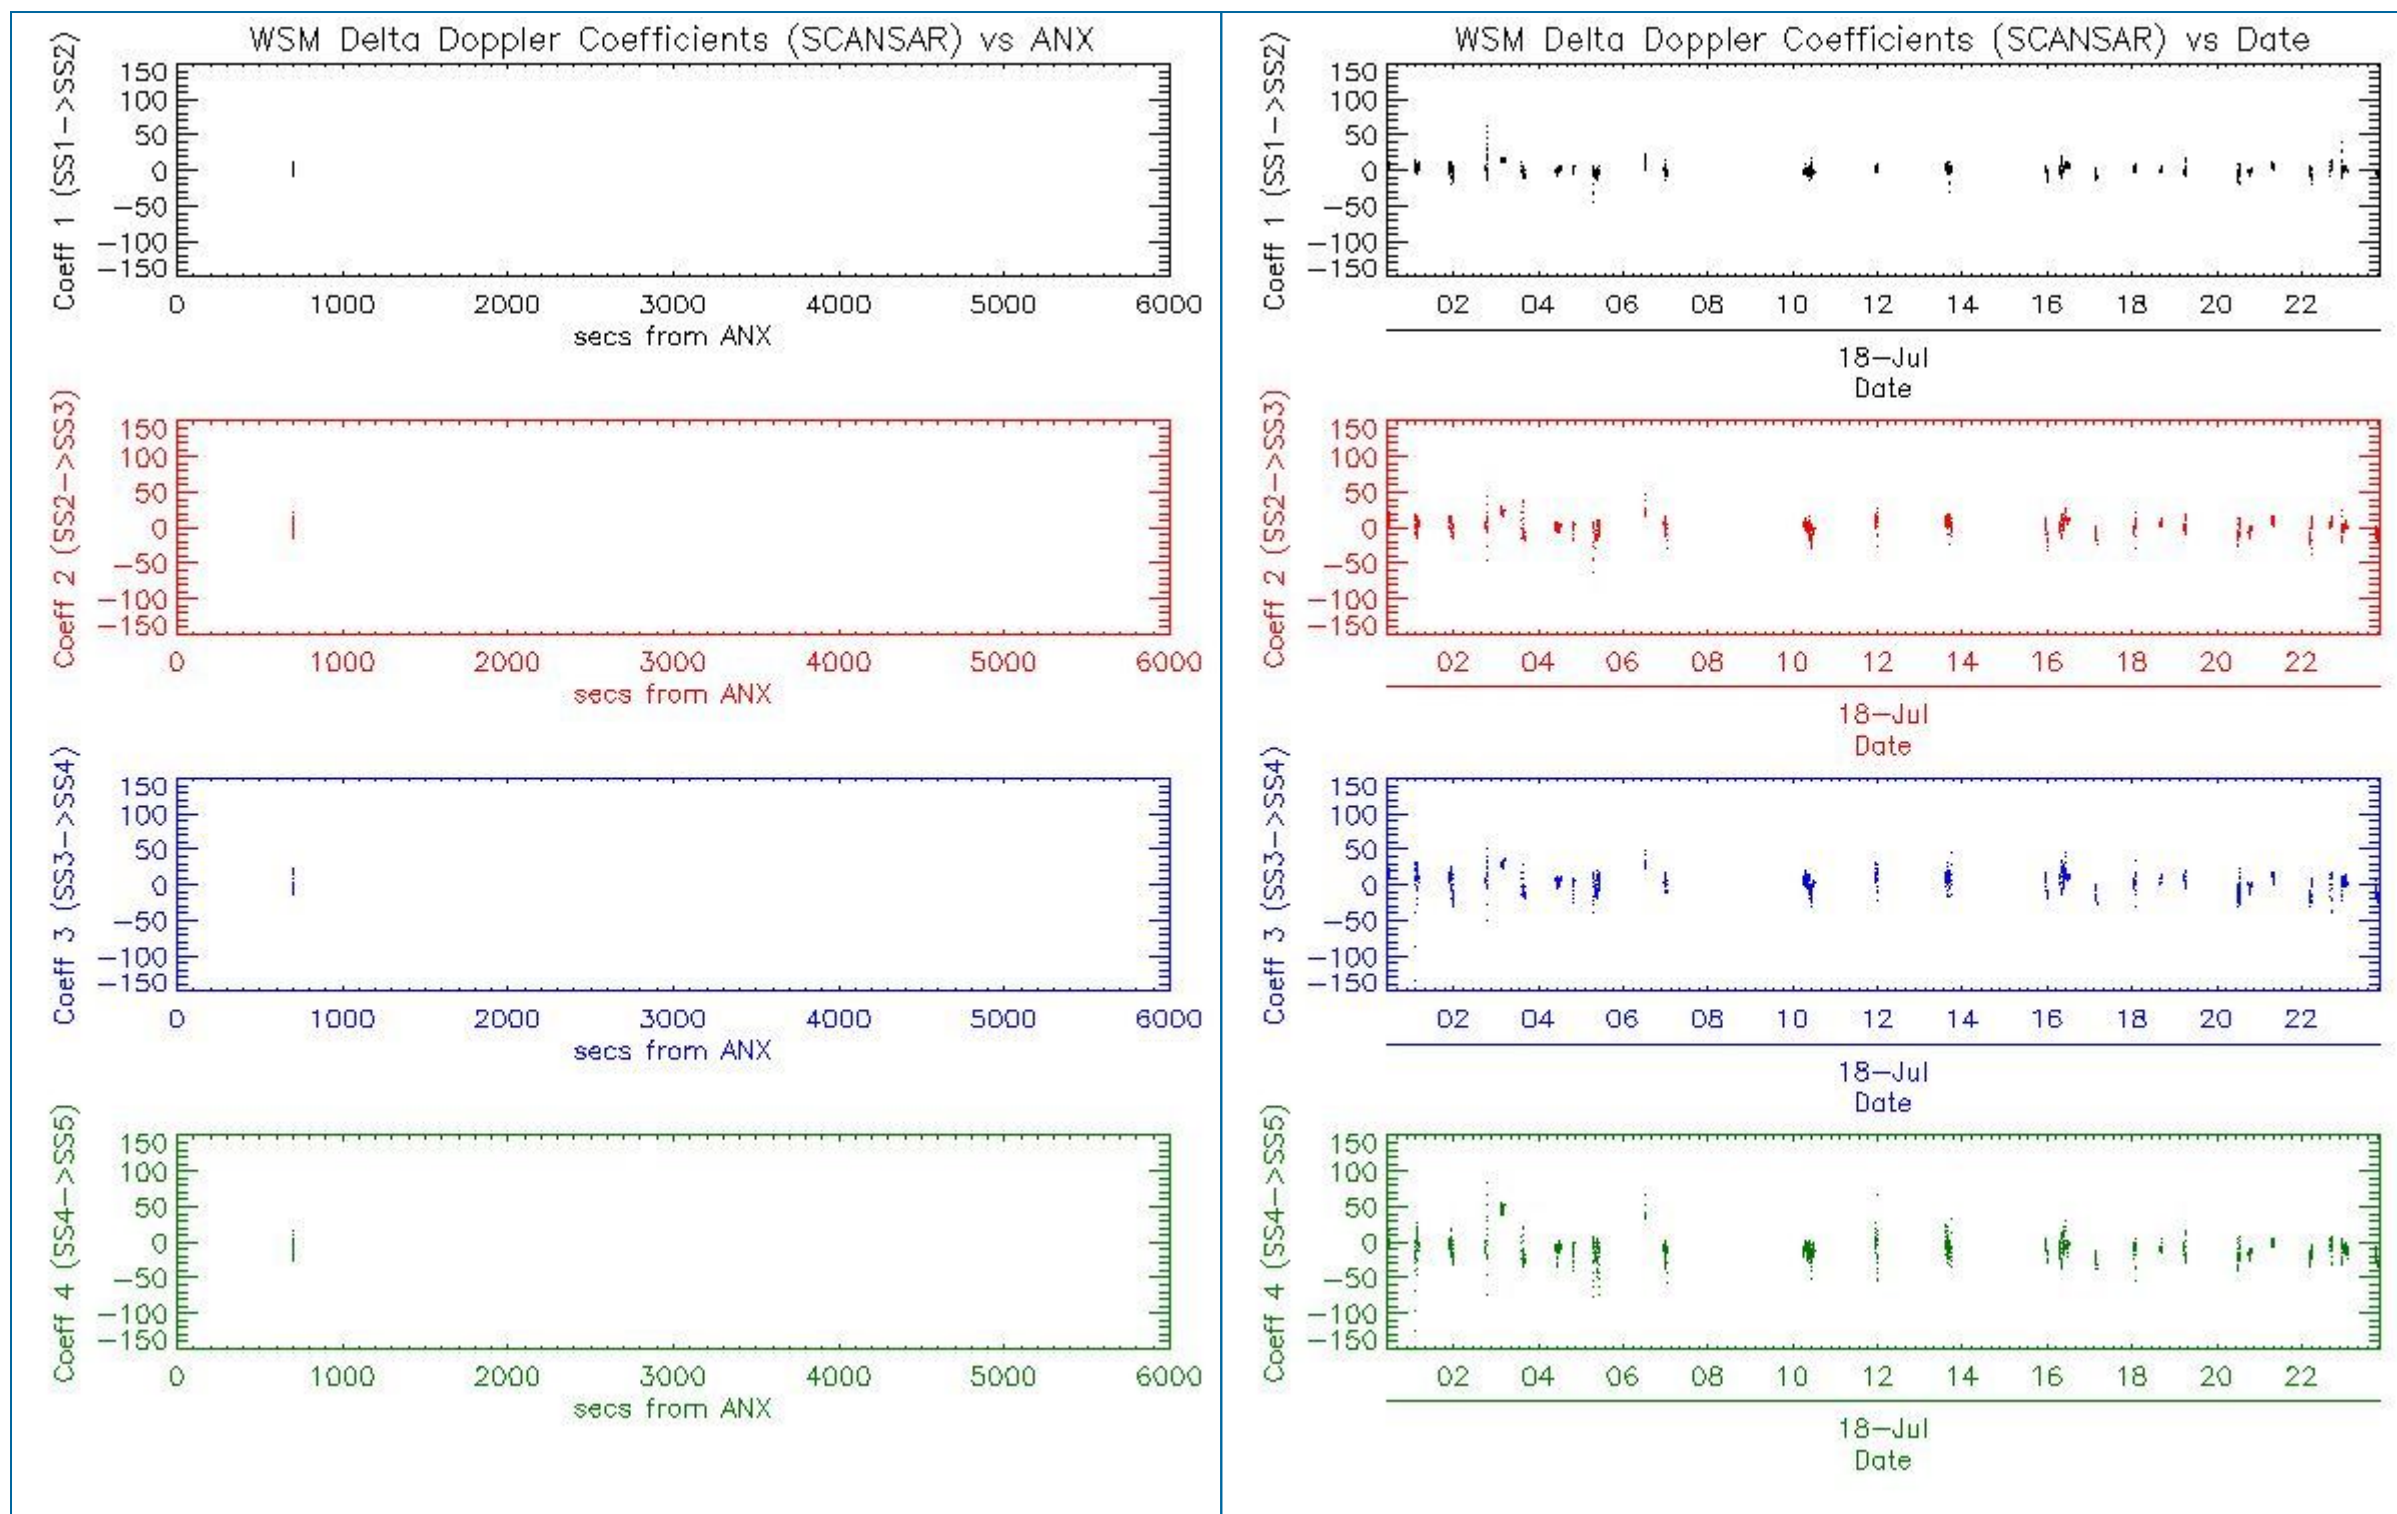 WSM Delta Doppler Coefficients (SCANSAR) vs ANX
Coeff 1 (SS1->SS2)
150
100
50
0
-50
-100
-150
0 1000 2000 3000 4000 5000 6000
secs from ANX
Coeff 2 (SS2->SS3)
150
100
50
0
-50
-100
-150
0 1000 2000 3000 4000 5000 6000
secs from ANX
Coeff 3 (SS3->SS4)
150
100
50
0
-50
-100
-150
0 1000 2000 3000 4000 5000 6000
secs from ANX
Coeff 4 (SS4->SS5)
150
100
50
0
-50
-100
-150
0 1000 2000 3000 4000 5000 6000
secs from ANX
WSM Delta Doppler Coefficients (SCANSAR) vs Date
Coeff 1 (SS1->SS2)
150
100
50
0
-50
-100
-150
02 04 06 08 10 12 14 16 18 20 22
18-Jul
Date
Coeff 2 (SS2->SS3)
150
100
50
0
-50
-100
-150
02 04 06 08 10 12 14 16 18 20 22
18-Jul
Date
Coeff 3 (SS3->SS4)
150
100
50
0
-50
-100
-150
02 04 06 08 10 12 14 16 18 20 22
18-Jul
Date
Coeff 4 (SS4->SS5)
150
100
50
0
-50
-100
-150
02 04 06 08 10 12 14 16 18 20 22
18-Jul
Date